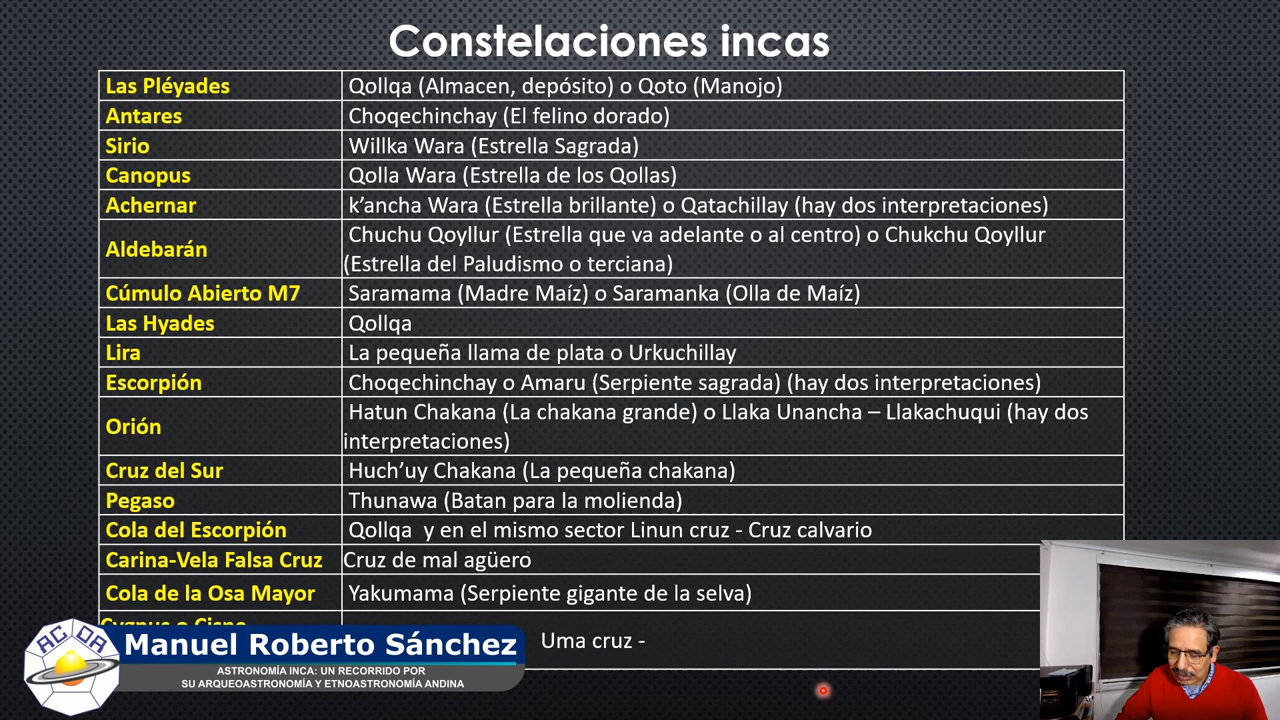 Constelaciones incas
Las Pléyades Qollqa (Almacen, depósito) o Qoto (Manojo)
Antares Choqechinchay (El felino dorado)
Sirio Willka Wara (Estrella Sagrada)
Canopus Qolla Wara (Estrella de los Qollas)
Achernar k’ancha Wara (Estrella brillante) o Qatachillay (hay dos interpretaciones)
Aldebarán Chuchu Qoyllur (Estrella que va adelante o al centro) o Chukchu Qoyllur
(Estrella del Paludismo o terciana)
Cúmulo Abierto M7 Saramama (Madre Maíz) o Saramanka (Olla de Maíz)
Las Hyades Qollqa
Lira La pequeña llama de plata o Urkuchillay
Escorpión Choqechinchay o Amaru (Serpiente sagrada) (hay dos interpretaciones)
Orión Hatun Chakana (La chakana grande) o Llaka Unancha – Llakachuqui (hay dos
interpretaciones)
Cruz del Sur Huch’uy Chakana (La pequeña chakana)
Pegaso Thunawa (Batan para la molienda)
Cola del Escorpión Qollqa y en el mismo sector Linun cruz - Cruz calvario
Carina-Vela Falsa Cruz Cruz de mal agüero
Cola de la Osa Mayor Yakumama (Serpiente gigante de la selva)
Cygnus o Cisne
Uma cruz -
ACDA
Manuel Roberto Sánchez
ASTRONOMÍA INCA: UN RECORRIDO POR
SU ARQUEOASTRONOMÍA Y ETNOASTRONOMÍA ANDINA